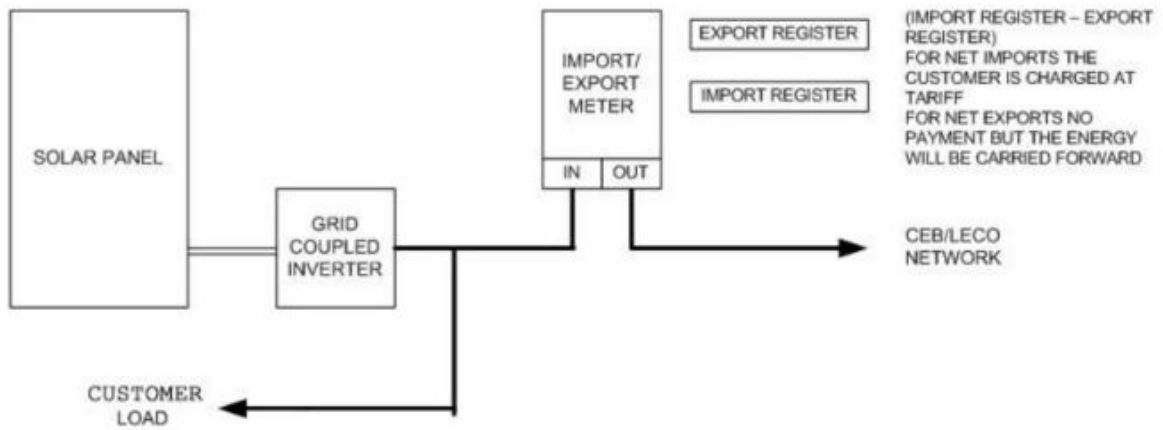 SOLAR PANEL
GRID
COUPLED
INVERTER
CUSTOMER
LOAD
IMPORT/
EXPORT
METER
IN
OUT
EXPORT REGISTER
IMPORT REGISTER
(IMPORT REGISTER – EXPORT
REGISTER)
FOR NET IMPORTS THE
CUSTOMER IS CHARGED AT
TARIFF
FOR NET EXPORTS NO
PAYMENT BUT THE ENERGY
WILL BE CARRIED FORWARD
CEB/LECO
NETWORK